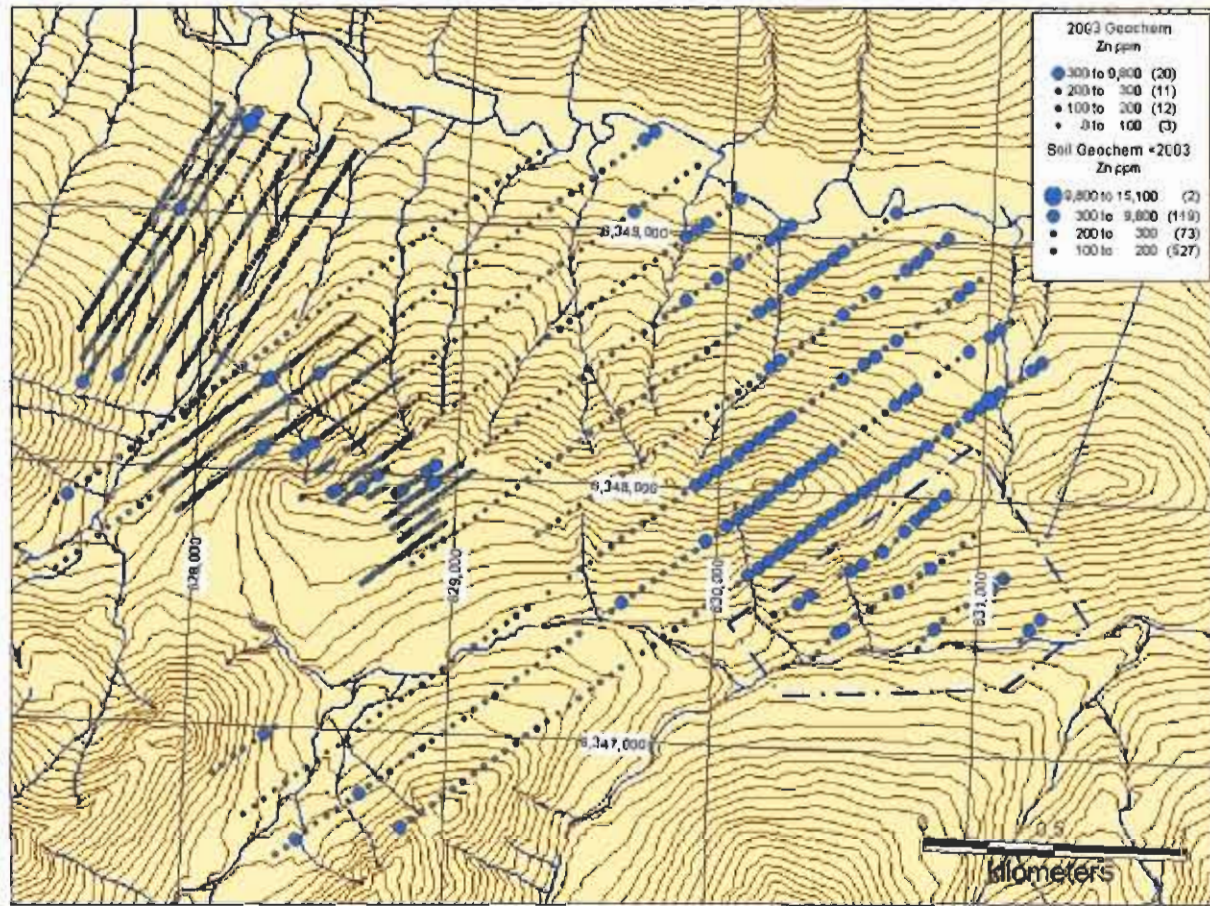 2003 Geochem
Zn ppm
300 to 9,800 (20)
200 to 300 (11)
100 to 200 (12)
0 to 100 (3)
Soil Geochem <2003
Zn ppm
9,800 to 15,100 (2)
300 to 9,800 (119)
200 to 300 (73)
100 to 200 (527)
6,349,000
6,348,000
628,000
629,000
630,000
631,000
6,347,000
0.5
kilometers